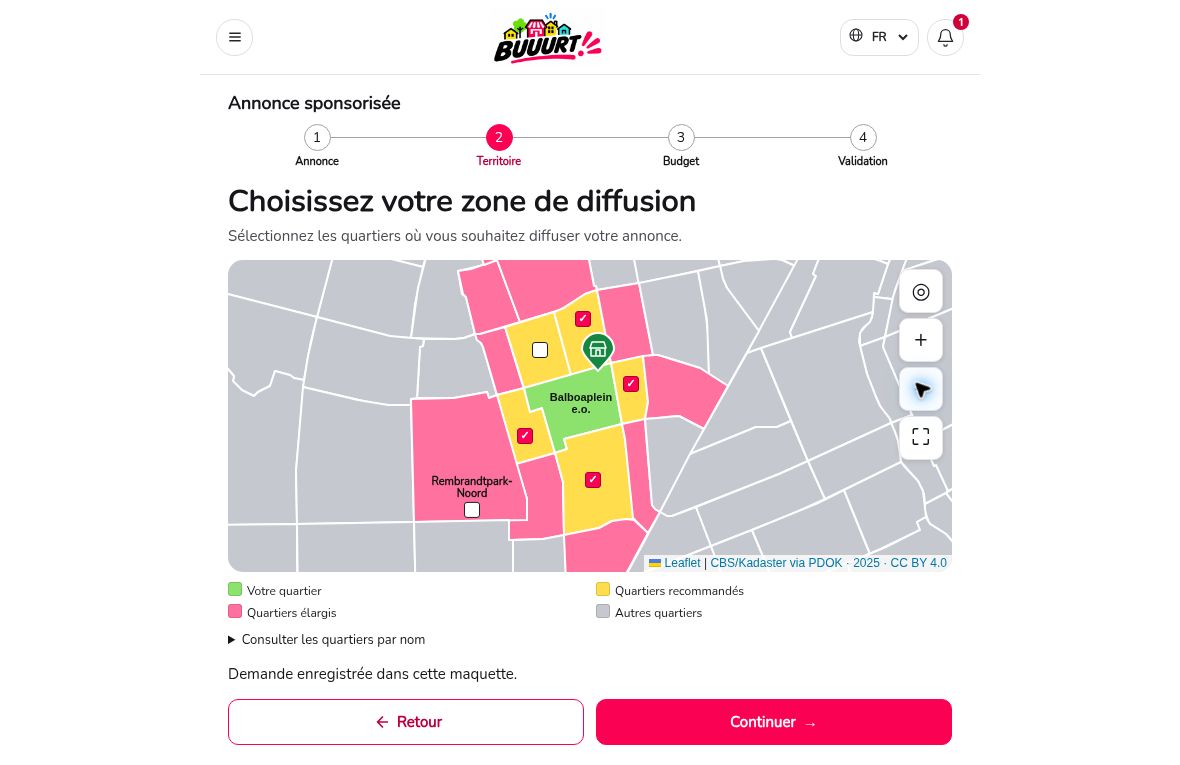 BUUURT!
FR
1
Annonce sponsorisée
1
2
3
4
Annonce
Territoire
Budget
Validation
Choisissez votre zone de diffusion
Sélectionnez les quartiers où vous souhaitez diffuser votre annonce.
Balboaplein
e.o.
Rembrandtpark-
Noord
+
Leaflet | CBS/Kadaster via PDOK · 2025 · CC BY 4.0
Votre quartier
Quartiers recommandés
Quartiers élargis
Autres quartiers
Consulter les quartiers par nom
Demande enregistrée dans cette maquette.
← Retour
Continuer →